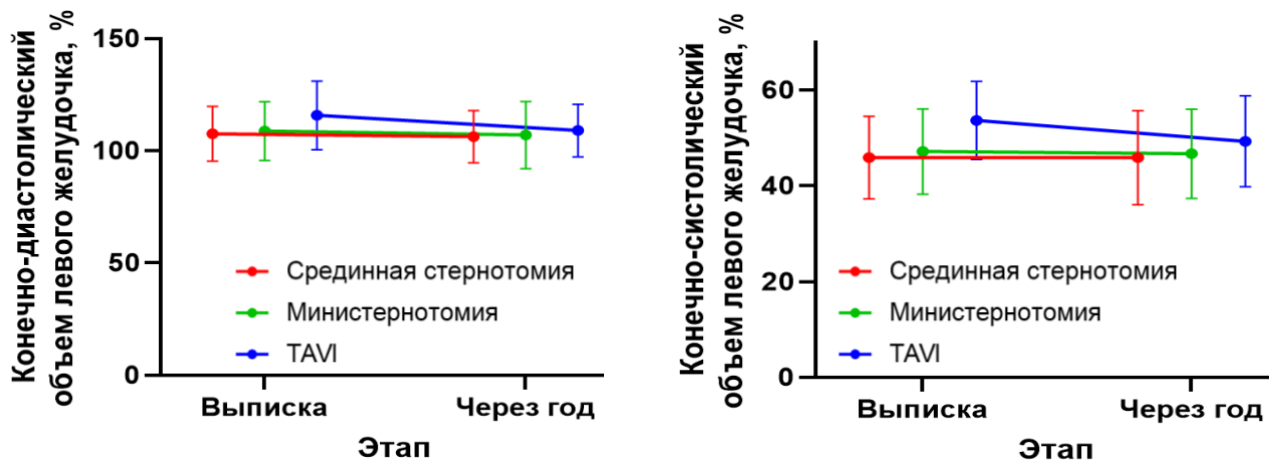 Конечно-диастолический
объем левого желудочка, %
150
100
50
0
Срединная стернотомия
Министернотомия
TAVI
Выписка
Через год
Этап
Конечно-систолический
объем левого желудочка, %
60
40
20
0
Срединная стернотомия
Министернотомия
TAVI
Выписка
Через год
Этап